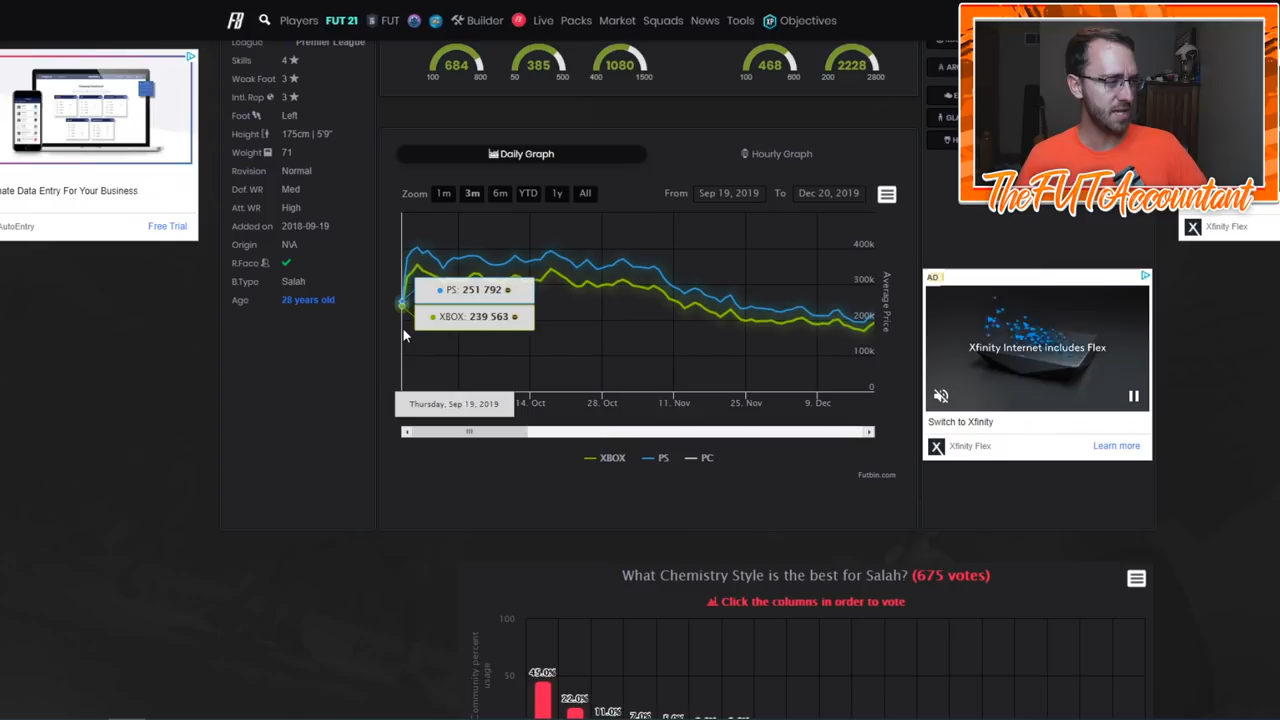 FB Players FUT 21 FUT Builder Live Packs Market Squads News Tools XP Objectives
League Premier League
Skills 4★
Weak Foot 3★
Intl. Rep 3★
Foot Left
Height 175cm | 5'9"
Weight 71
Revision Normal
Def. WR Med
Att. WR High
Added on 2018-09-19
Origin N\A
R.Face
B.Type Salah
Age 28 years old
684 385 1080 468 2228
100 800 50 500 400 1500 100 600 200 2800
Daily Graph Hourly Graph
Zoom 1m 3m 6m YTD 1y All From Sep 19, 2019 To Dec 20, 2019
400k
300k
200k
100k
0
Average Price
PS: 251 792
XBOX: 239 563
Thursday, Sep 19, 2019
14. Oct 28. Oct 11. Nov 25. Nov 9. Dec
XBOX PS PC
Futbin.com
What Chemistry Style is the best for Salah? (675 votes)
Click the columns in order to vote
100
50
Community percent
usage
45.0%
22.0%
11.0%
nate Data Entry For Your Business
AutoEntry Free Trial
TheFUTAccountant
Xfinity Flex
AD
Xfinity Internet includes Flex
Switch to Xfinity
Xfinity Flex Learn more